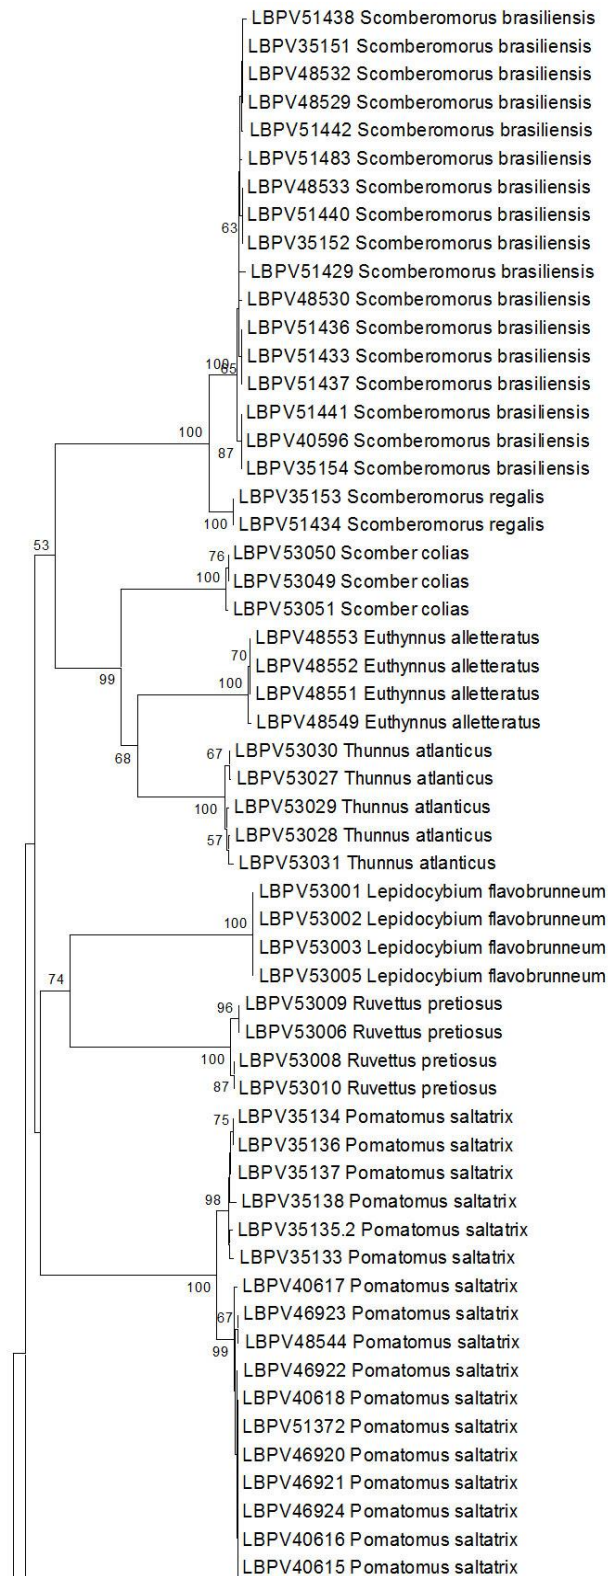 LBPV51438 Scomberomorus brasiliensis
LBPV35151 Scomberomorus brasiliensis
LBPV48532 Scomberomorus brasiliensis
LBPV48529 Scomberomorus brasiliensis
LBPV51442 Scomberomorus brasiliensis
LBPV51483 Scomberomorus brasiliensis
LBPV48533 Scomberomorus brasiliensis
LBPV51440 Scomberomorus brasiliensis
63
LBPV35152 Scomberomorus brasiliensis
LBPV51429 Scomberomorus brasiliensis
LBPV48530 Scomberomorus brasiliensis
LBPV51436 Scomberomorus brasiliensis
LBPV51433 Scomberomorus brasiliensis
100
65
LBPV51437 Scomberomorus brasiliensis
LBPV51441 Scomberomorus brasiliensis
100
LBPV40596 Scomberomorus brasiliensis
87
LBPV35154 Scomberomorus brasiliensis
LBPV35153 Scomberomorus regalis
100
LBPV51434 Scomberomorus regalis
53
LBPV53050 Scomber colias
76
100
LBPV53049 Scomber colias
LBPV53051 Scomber colias
LBPV48553 Euthynnus alletteratus
70
LBPV48552 Euthynnus alletteratus
99
100
LBPV48551 Euthynnus alletteratus
LBPV48549 Euthynnus alletteratus
67
LBPV53030 Thunnus atlanticus
68
LBPV53027 Thunnus atlanticus
100
LBPV53029 Thunnus atlanticus
57
LBPV53028 Thunnus atlanticus
LBPV53031 Thunnus atlanticus
LBPV53001 Lepidocybium flavobrunneum
100
LBPV53002 Lepidocybium flavobrunneum
LBPV53003 Lepidocybium flavobrunneum
74
LBPV53005 Lepidocybium flavobrunneum
96
LBPV53009 Ruvettus pretiosus
LBPV53006 Ruvettus pretiosus
100
LBPV53008 Ruvettus pretiosus
87
LBPV53010 Ruvettus pretiosus
75
LBPV35134 Pomatomus saltatrix
LBPV35136 Pomatomus saltatrix
LBPV35137 Pomatomus saltatrix
98
LBPV35138 Pomatomus saltatrix
LBPV35135.2 Pomatomus saltatrix
LBPV35133 Pomatomus saltatrix
100
LBPV40617 Pomatomus saltatrix
67
LBPV46923 Pomatomus saltatrix
99
LBPV48544 Pomatomus saltatrix
LBPV46922 Pomatomus saltatrix
LBPV40618 Pomatomus saltatrix
LBPV51372 Pomatomus saltatrix
LBPV46920 Pomatomus saltatrix
LBPV46921 Pomatomus saltatrix
LBPV46924 Pomatomus saltatrix
LBPV40616 Pomatomus saltatrix
LBPV40615 Pomatomus saltatrix